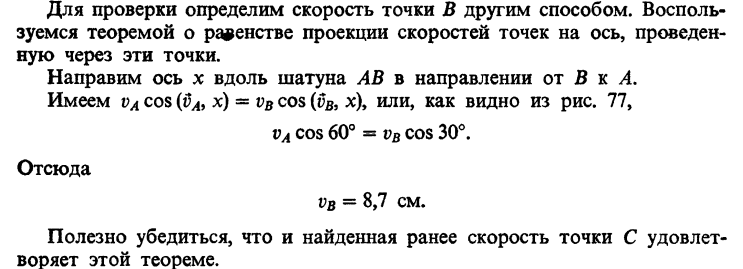 Для проверки определим скорость точки B другим способом. Восполь-
зуемся теоремой о равенстве проекции скоростей точек на ось, проведен-
ную через эти точки.
Направим ось x вдоль шатуна AB в направлении от B к A.
Имеем v_A cos (v̄_A, x) = v_B cos (v̄_B, x), или, как видно из рис. 77,
v_A cos 60° = v_B cos 30°.
Отсюда
v_B = 8,7 см.
Полезно убедиться, что и найденная ранее скорость точки C удовлет-
воряет этой теореме.